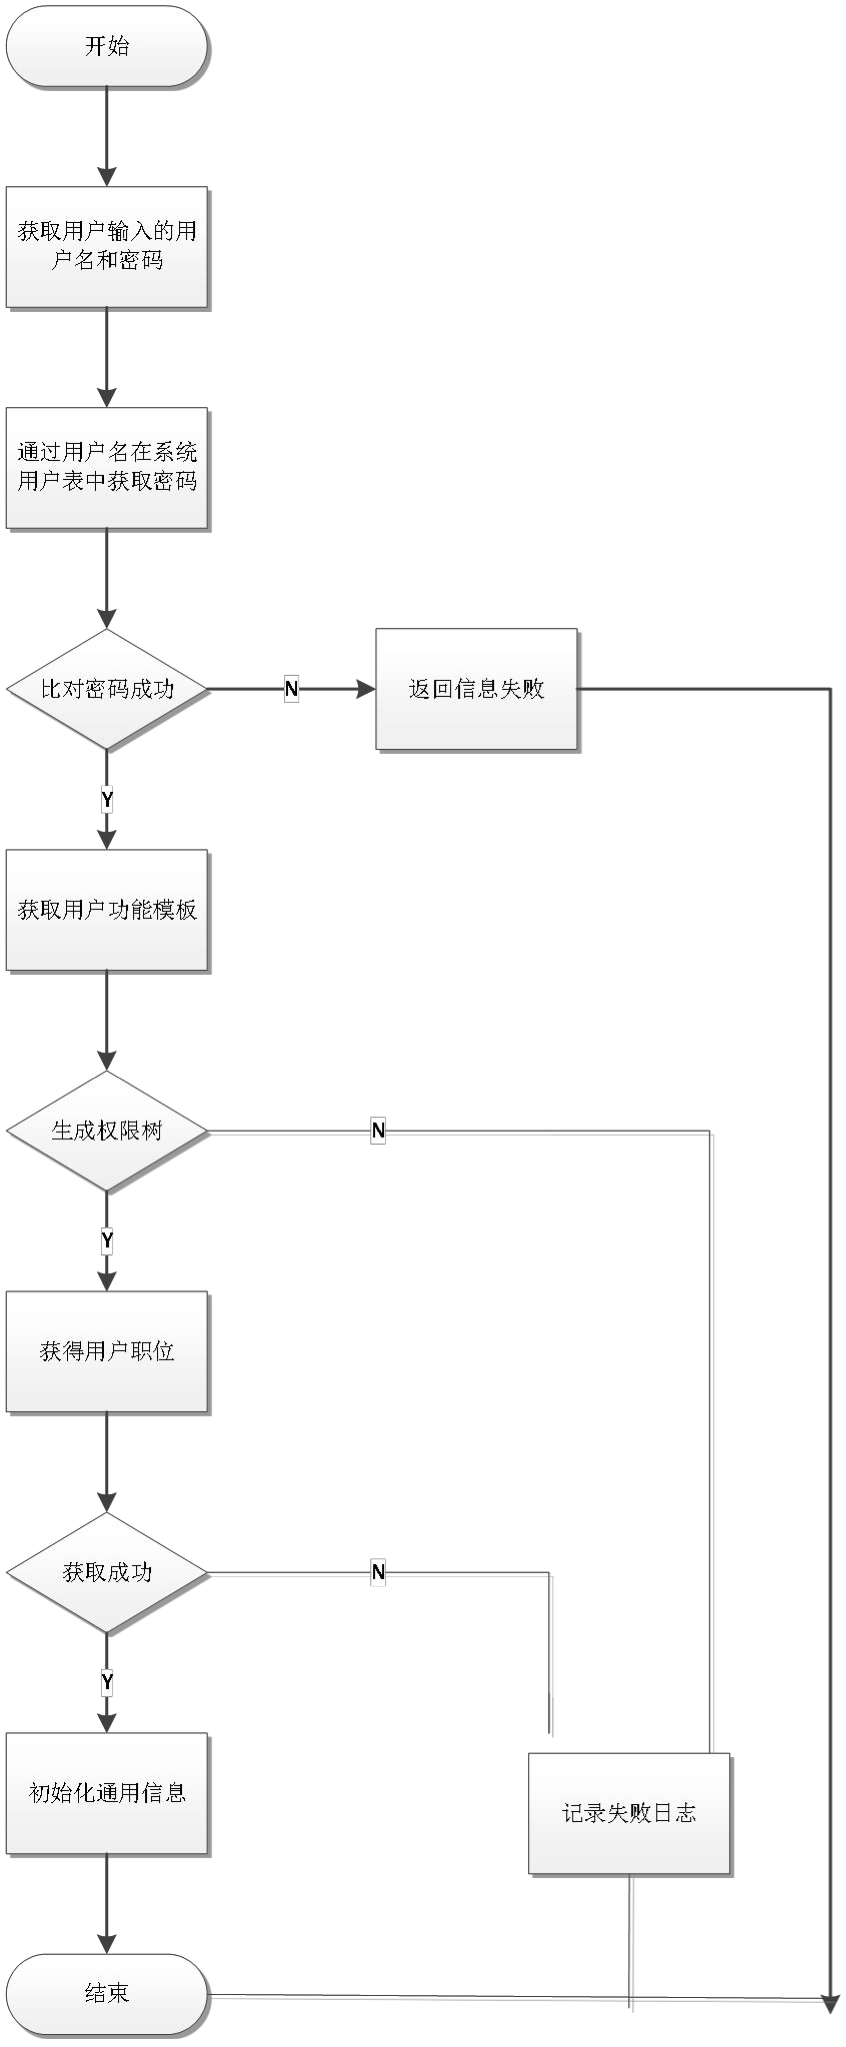 开始
获取用户输入的用
户名和密码
通过用户名在系统
用户表中获取密码
比对密码成功
N
返回信息失败
Y
获取用户功能模板
生成权限树
N
Y
获得用户职位
获取成功
N
Y
初始化通用信息
记录失败日志
结束